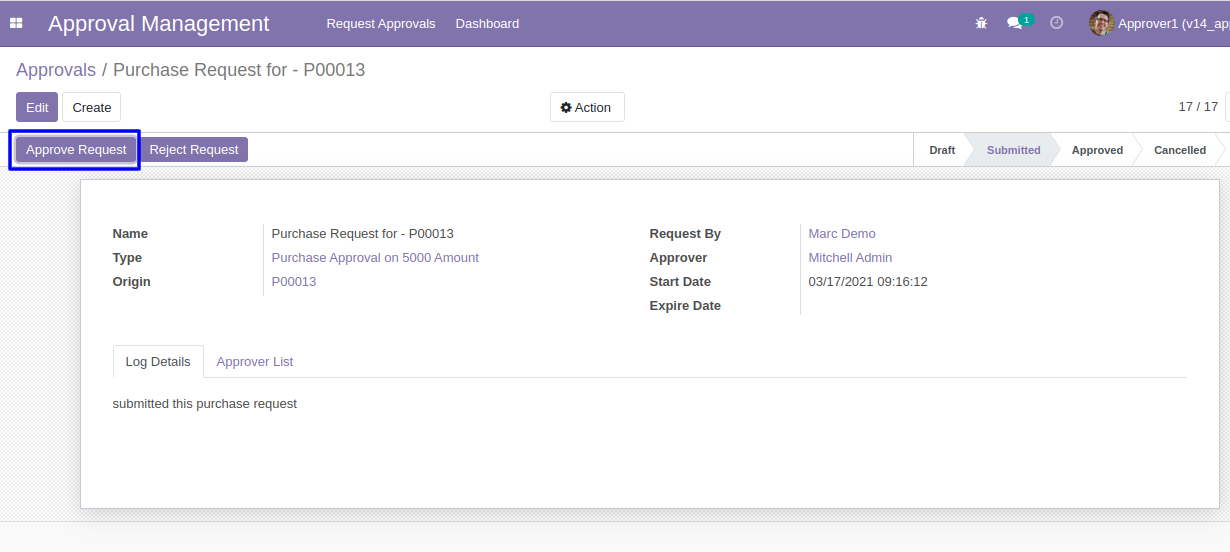 Approval Management Request Approvals Dashboard 1 Approver1 (v14_ap
Approvals / Purchase Request for - P00013
Edit Create Action 17 / 17
Approve Request Reject Request Draft Submitted Approved Cancelled
Name Purchase Request for - P00013 Request By Marc Demo
Type Purchase Approval on 5000 Amount Approver Mitchell Admin
Origin P00013 Start Date 03/17/2021 09:16:12
Expire Date
Log Details Approver List
submitted this purchase request